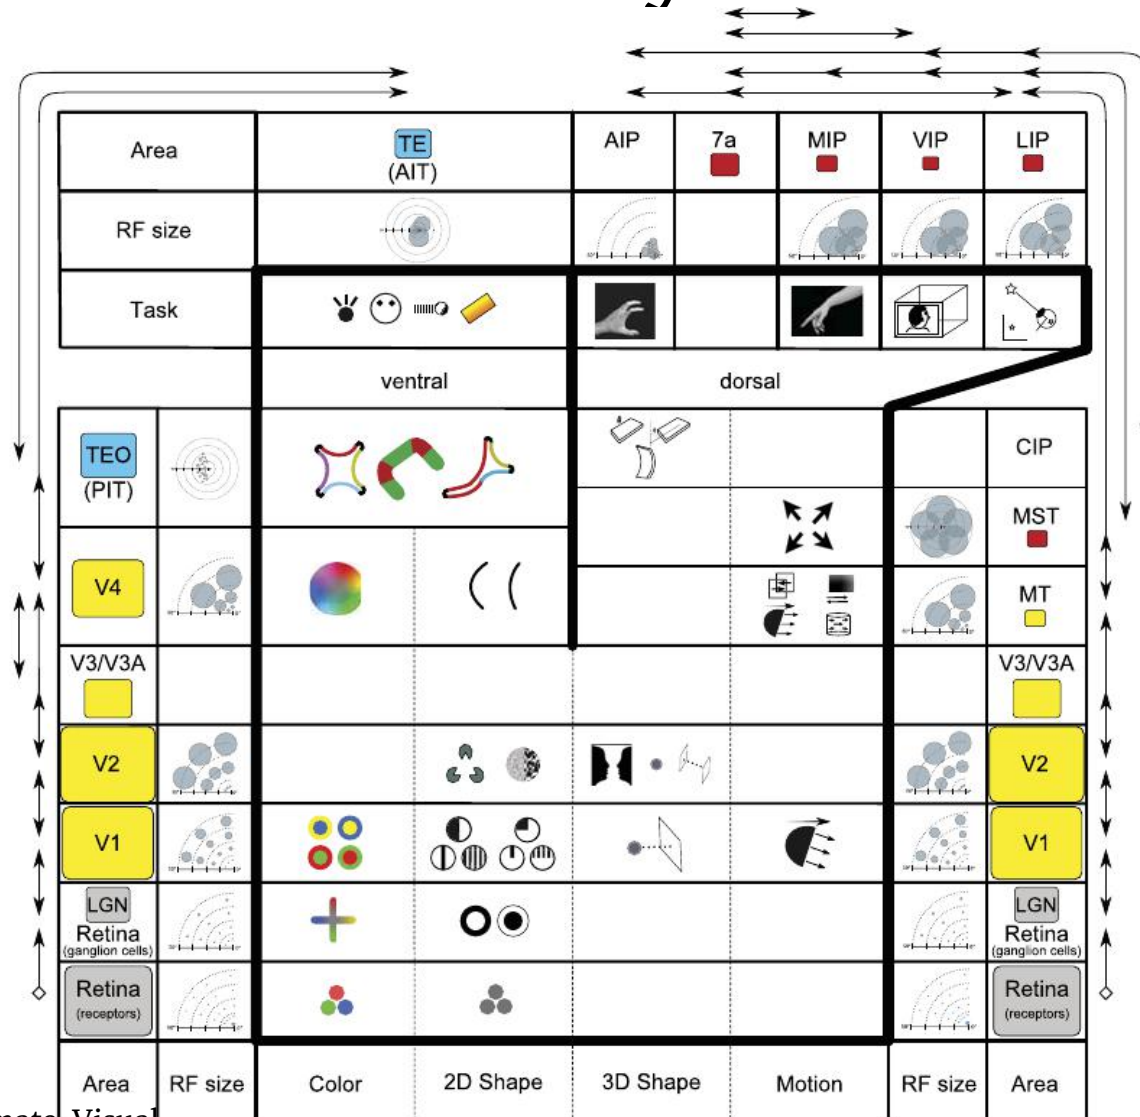 Area TE (AIT) AIP 7a MIP VIP LIP
RF size
Task
ventral dorsal
TEO (PIT) CIP
MST
V4 MT
V3/V3A V3/V3A
V2 V2
V1 V1
LGN LGN
Retina Retina
(ganglion cells) (ganglion cells)
Retina Retina
(receptors) (receptors)
Area RF size Color 2D Shape 3D Shape Motion RF size Area